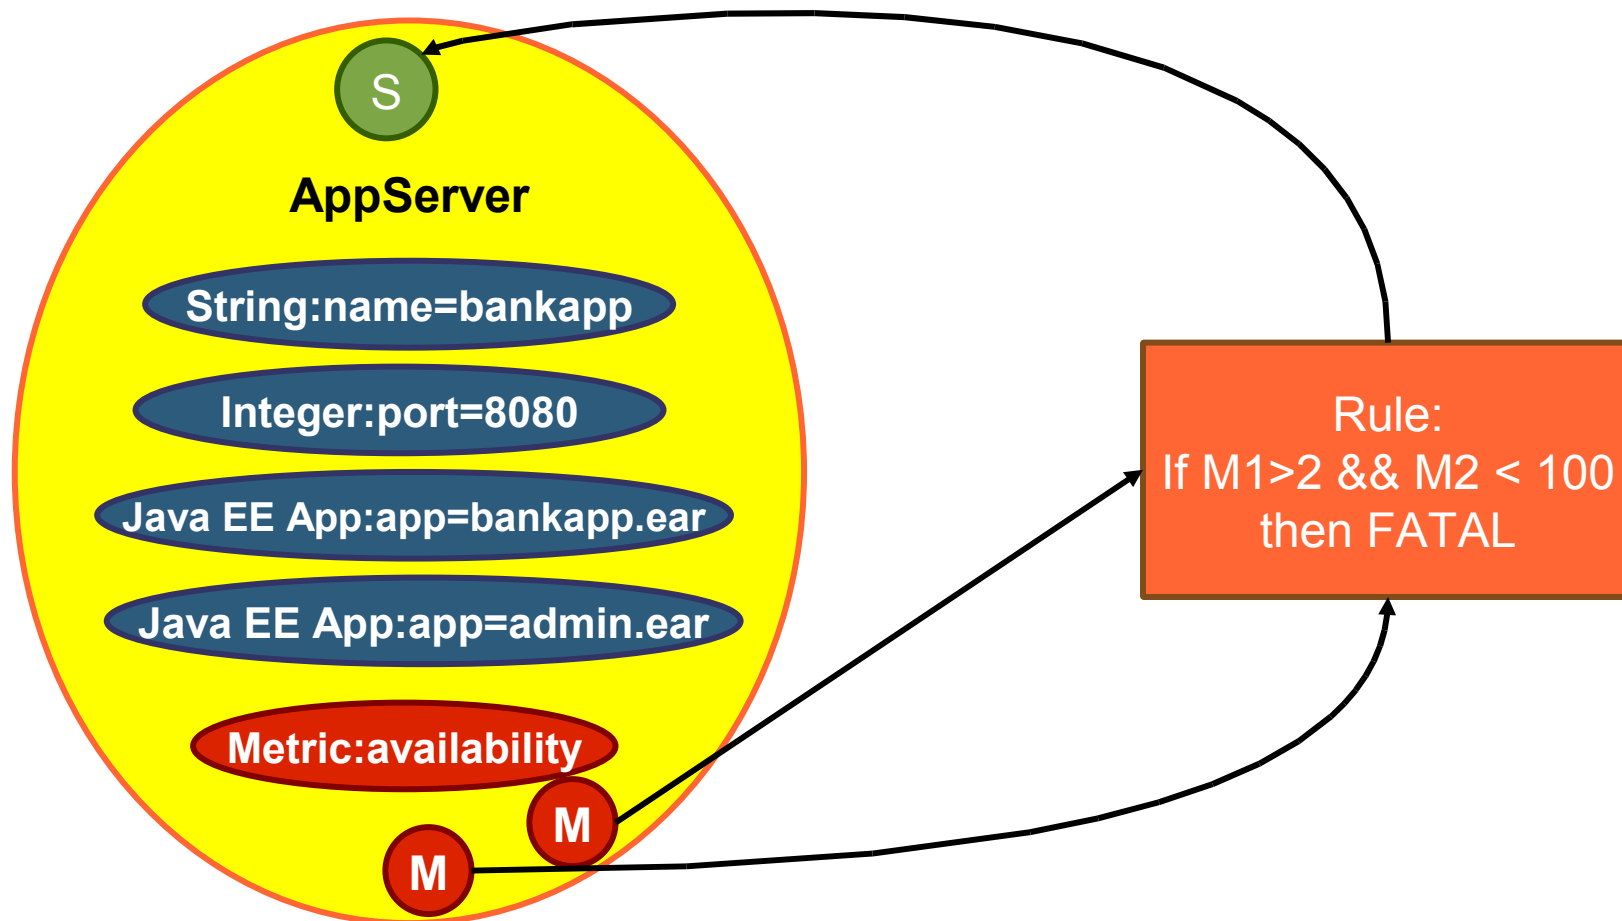 S
AppServer
String:name=bankapp
Integer:port=8080
Java EE App:app=bankapp.ear
Java EE App:app=admin.ear
Metric:availability
M
M
Rule:
If M1>2 && M2 < 100
then FATAL